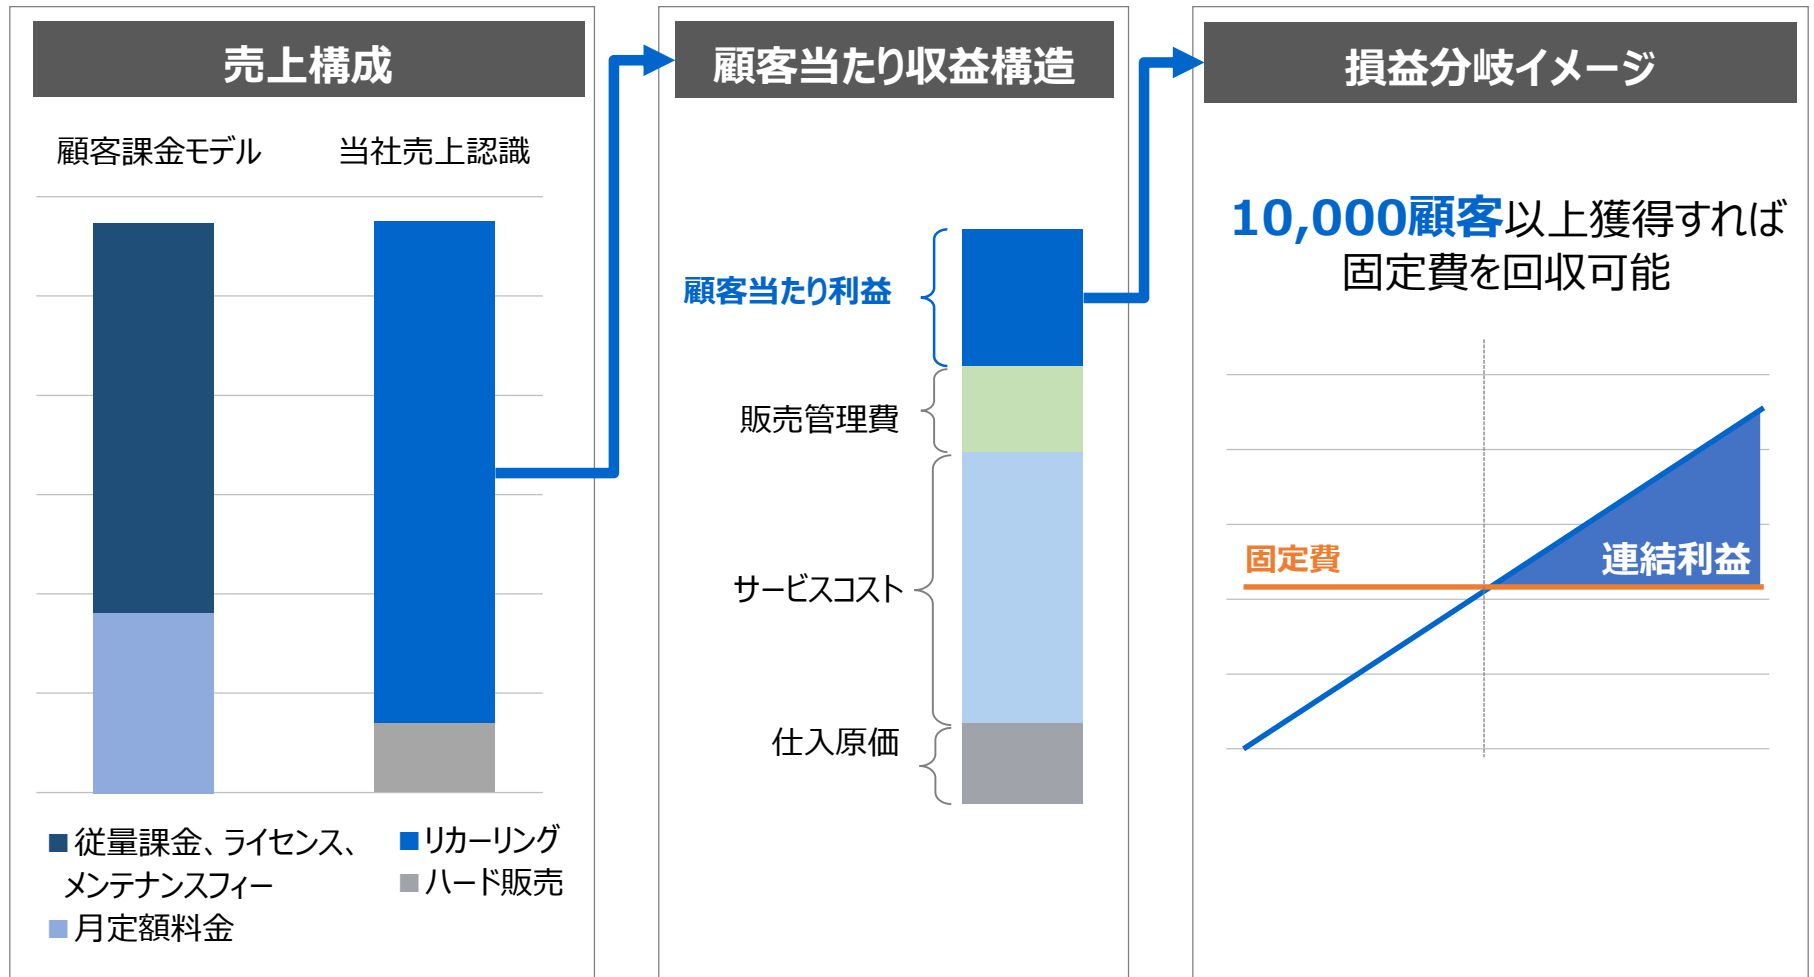 売上構成
顧客課金モデル
当社売上認識
従量課金、ライセンス、
メンテナンスフィー
月定額料金
リカーリング
ハード販売
顧客当たり収益構造
顧客当たり利益
販売管理費
サービスコスト
仕入原価
損益分岐イメージ
10,000顧客以上獲得すれば
固定費を回収可能
固定費
連結利益